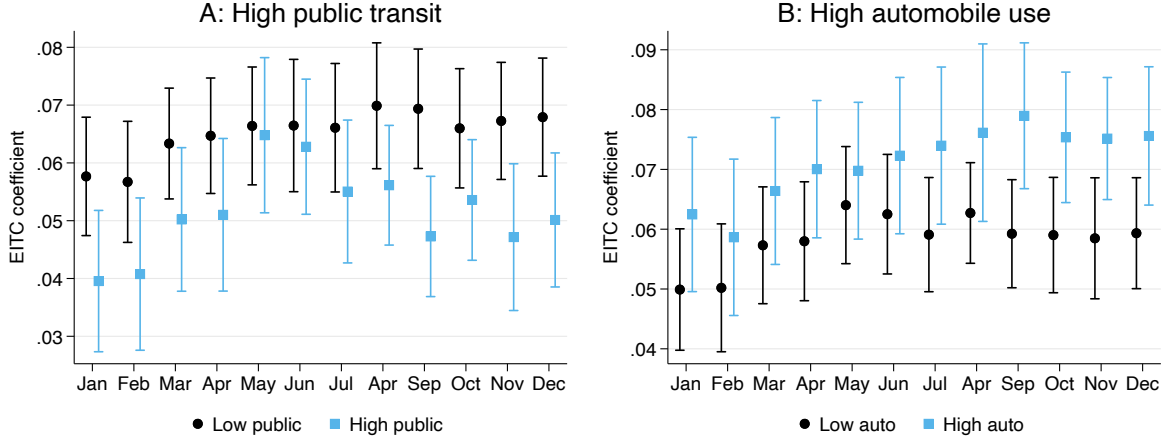 A: High public transit
EITC coefficient
.08
.07
.06
.05
.04
.03
Jan Feb Mar Apr May Jun Jul Apr Sep Oct Nov Dec
Low public High public
B: High automobile use
EITC coefficient
.09
.08
.07
.06
.05
.04
Jan Feb Mar Apr May Jun Jul Apr Sep Oct Nov Dec
Low auto High auto